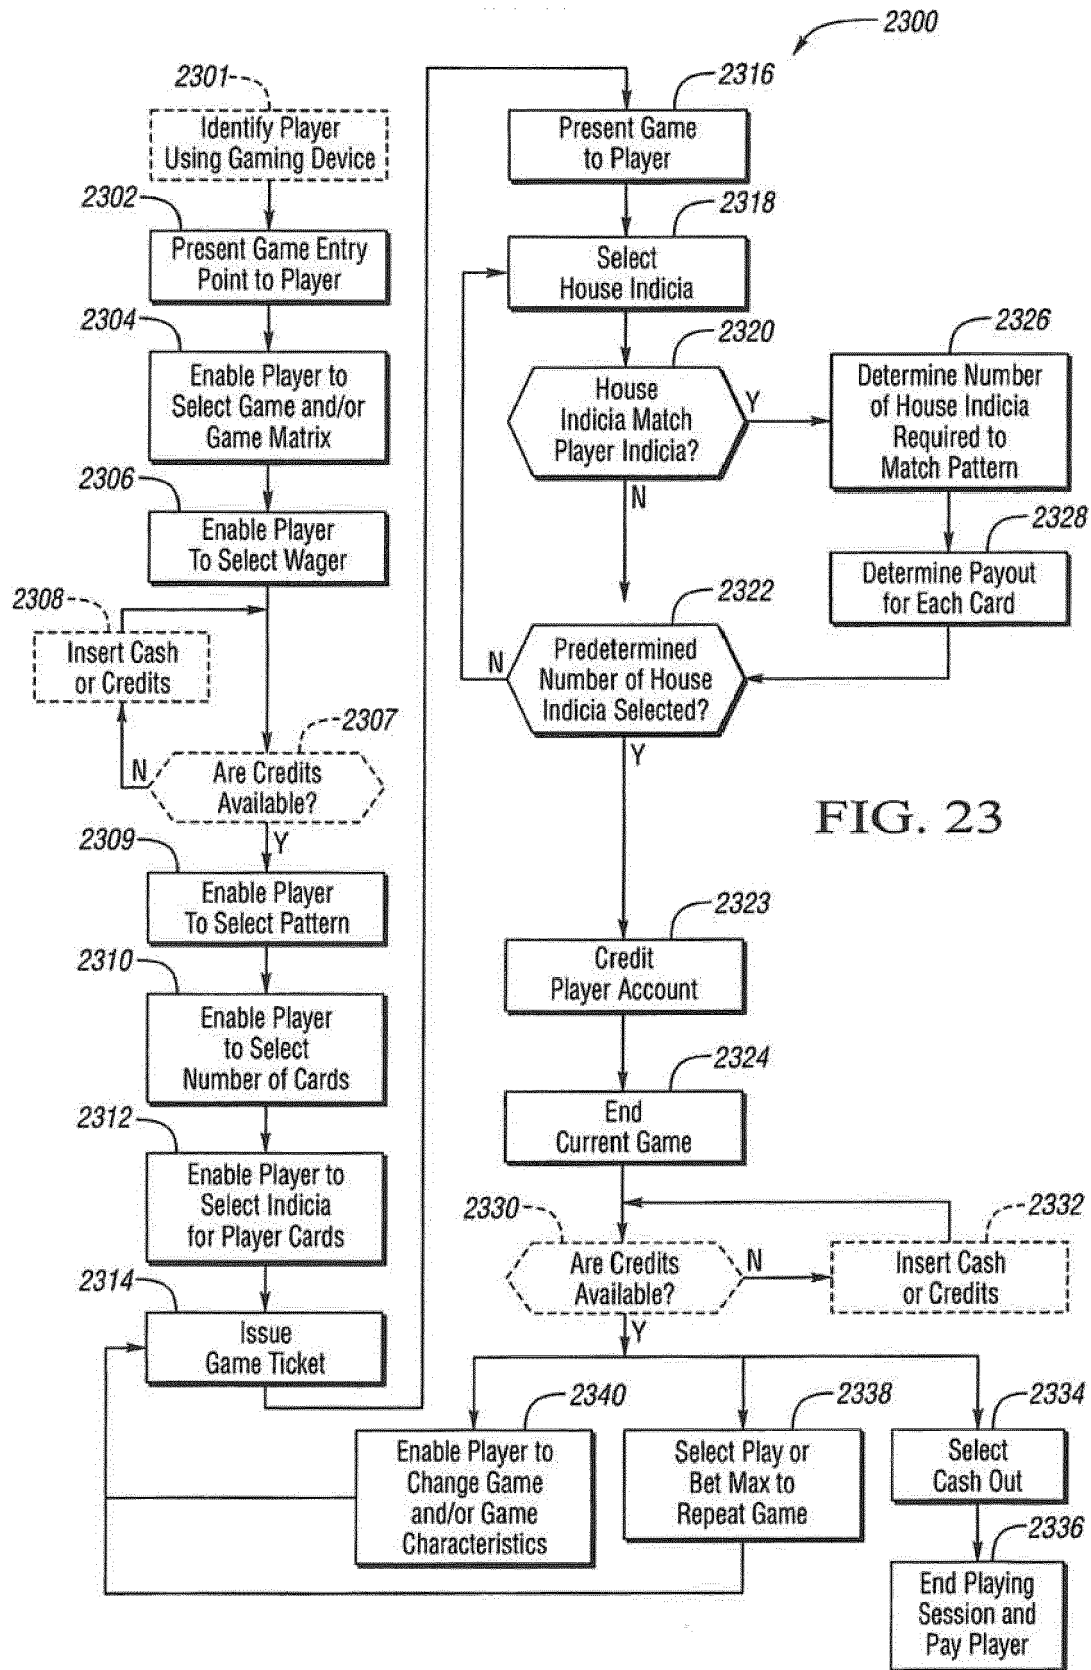 2300
2301
Identify Player
Using Gaming Device
2302
Present Game Entry
Point to Player
2304
Enable Player to
Select Game and/or
Game Matrix
2306
Enable Player
To Select Wager
2308
Insert Cash
or Credits
N
2307
Are Credits
Available?
Y
2309
Enable Player
To Select Pattern
2310
Enable Player
to Select
Number of Cards
2312
Enable Player to
Select Indicia
for Player Cards
2314
Issue
Game Ticket
2316
Present Game
to Player
2318
Select
House Indicia
2320
House
Indicia Match
Player Indicia?
Y
N
2326
Determine Number
of House Indicia
Required to
Match Pattern
2328
Determine Payout
for Each Card
2322
Predetermined
Number of House
Indicia Selected?
N
Y
FIG. 23
2323
Credit
Player Account
2324
End
Current Game
2330
Are Credits
Available?
N
Y
2332
Insert Cash
or Credits
2340
Enable Player to
Change Game
and/or Game
Characteristics
2338
Select Play or
Bet Max to
Repeat Game
2334
Select
Cash Out
2336
End Playing
Session and
Pay Player